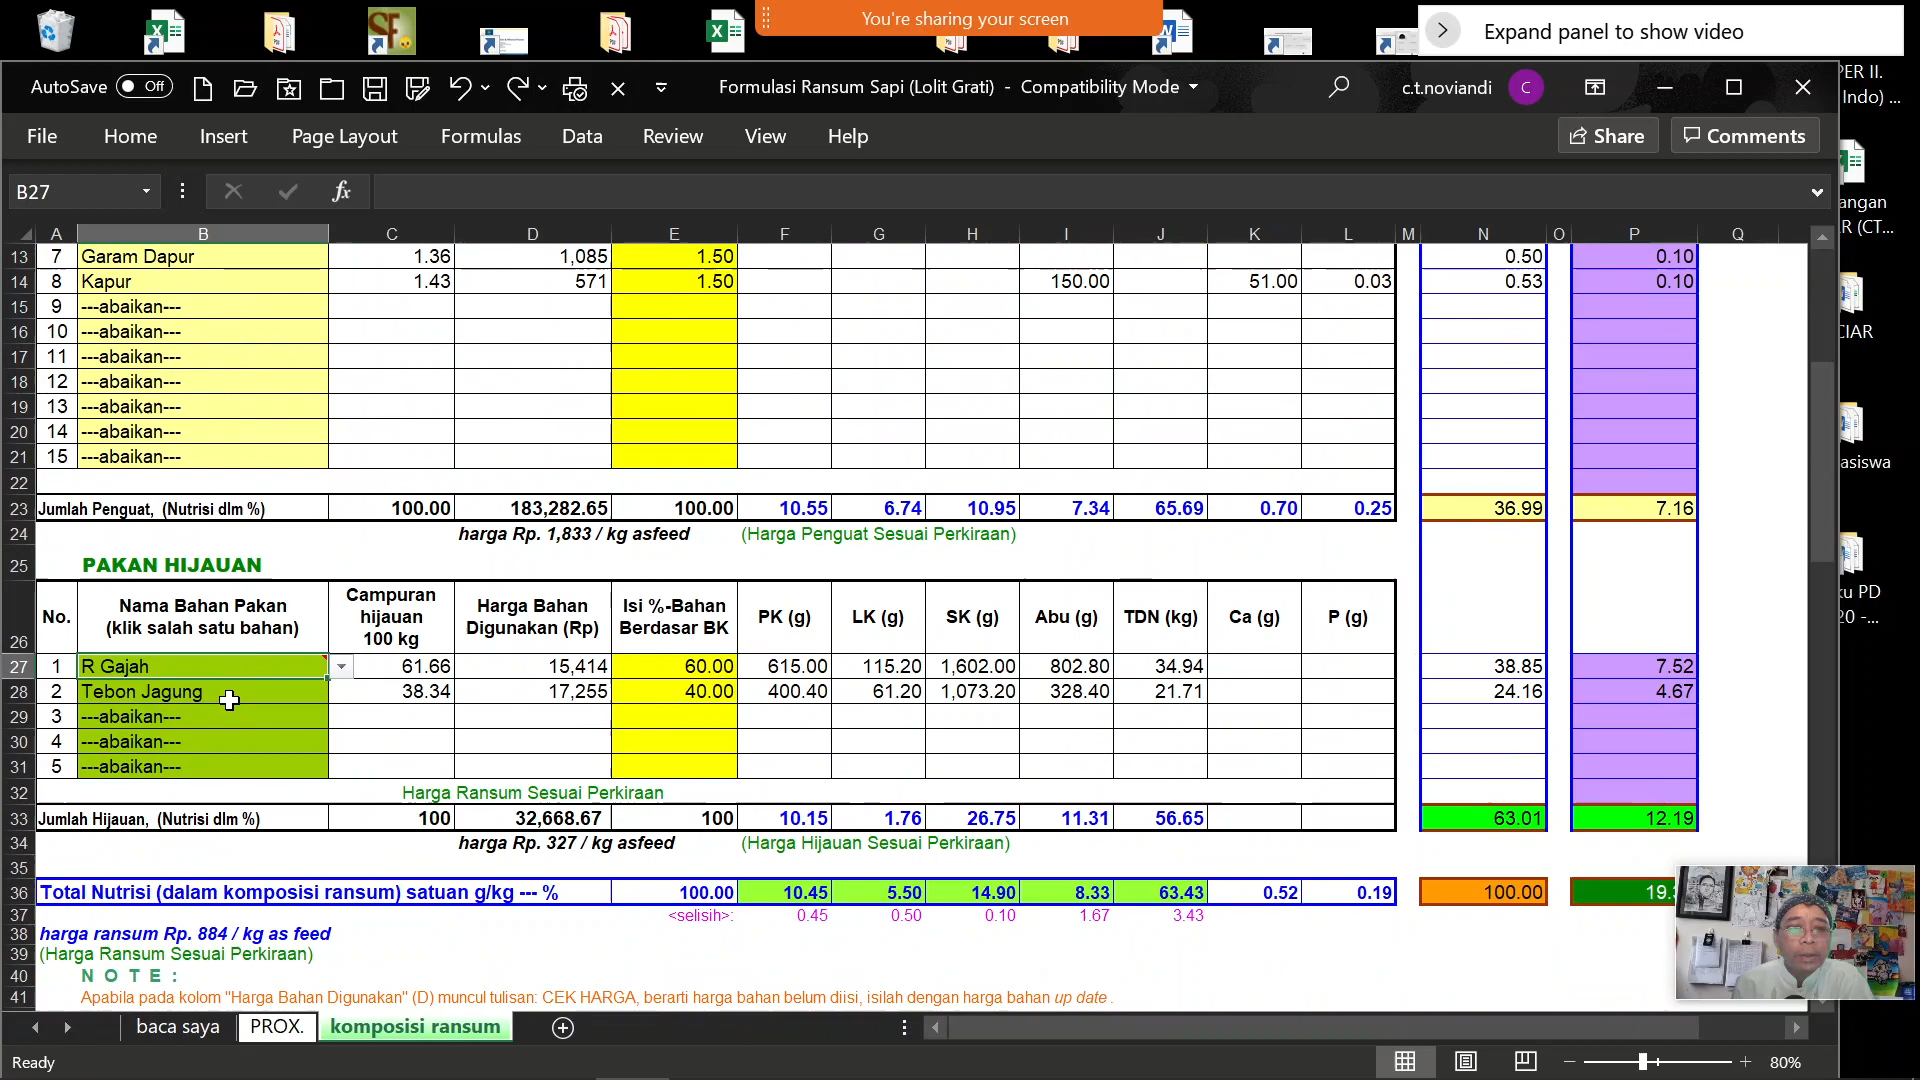 You're sharing your screen
Expand panel to show video
AutoSave Off
Formulasi Ransum Sapi (Lolit Grati) - Compatibility Mode
c.t.noviandi C
File Home Insert Page Layout Formulas Data Review View Help
Share Comments
B27 fx
A B C D E F G H I J K L M N O P Q
13 7 Garam Dapur 1.36 1,085 1.50 0.50 0.10
14 8 Kapur 1.43 571 1.50 150.00 51.00 0.03 0.53 0.10
15 9 ---abaikan---
16 10 ---abaikan---
17 11 ---abaikan---
18 12 ---abaikan---
19 13 ---abaikan---
20 14 ---abaikan---
21 15 ---abaikan---
22
23 Jumlah Penguat, (Nutrisi dlm %) 100.00 183,282.65 100.00 10.55 6.74 10.95 7.34 65.69 0.70 0.25 36.99 7.16
24 harga Rp. 1,833 / kg asfeed (Harga Penguat Sesuai Perkiraan)
25 PAKAN HIJAUAN
26 No. Nama Bahan Pakan (klik salah satu bahan) Campuran hijauan 100 kg Harga Bahan Digunakan (Rp) Isi %-Bahan Berdasar BK PK (g) LK (g) SK (g) Abu (g) TDN (kg) Ca (g) P (g)
27 1 R Gajah 61.66 15,414 60.00 615.00 115.20 1,602.00 802.80 34.94 38.85 7.52
28 2 Tebon Jagung 38.34 17,255 40.00 400.40 61.20 1,073.20 328.40 21.71 24.16 4.67
29 3 ---abaikan---
30 4 ---abaikan---
31 5 ---abaikan---
32 Harga Ransum Sesuai Perkiraan
33 Jumlah Hijauan, (Nutrisi dlm %) 100 32,668.67 100 10.15 1.76 26.75 11.31 56.65 63.01 12.19
34 harga Rp. 327 / kg asfeed (Harga Hijauan Sesuai Perkiraan)
35
36 Total Nutrisi (dalam komposisi ransum) satuan g/kg --- % 100.00 10.45 5.50 14.90 8.33 63.43 0.52 0.19 100.00 19.
37 <selisih>: 0.45 0.50 0.10 1.67 3.43
38 harga ransum Rp. 884 / kg as feed
39 (Harga Ransum Sesuai Perkiraan)
40 N O T E :
41 Apabila pada kolom "Harga Bahan Digunakan" (D) muncul tulisan: CEK HARGA, berarti harga bahan belum diisi, isilah dengan harga bahan up date .
baca saya PROX. komposisi ransum
Ready 80%
PER II.
Indo) ...
angan
R (CT...
CIAR
asiswa
ku PD
20 -...